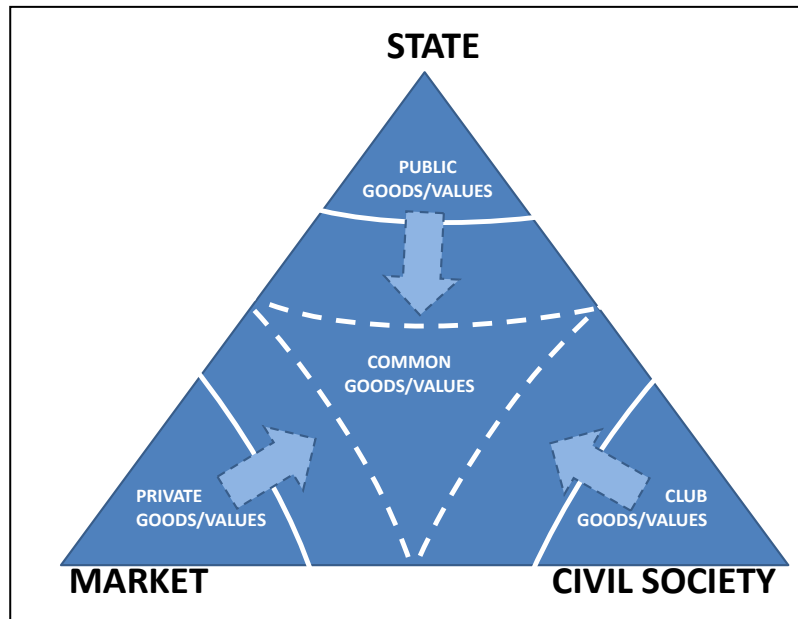 STATE
PUBLIC
GOODS/VALUES
COMMON
GOODS/VALUES
PRIVATE
GOODS/VALUES
CLUB
GOODS/VALUES
MARKET
CIVIL SOCIETY